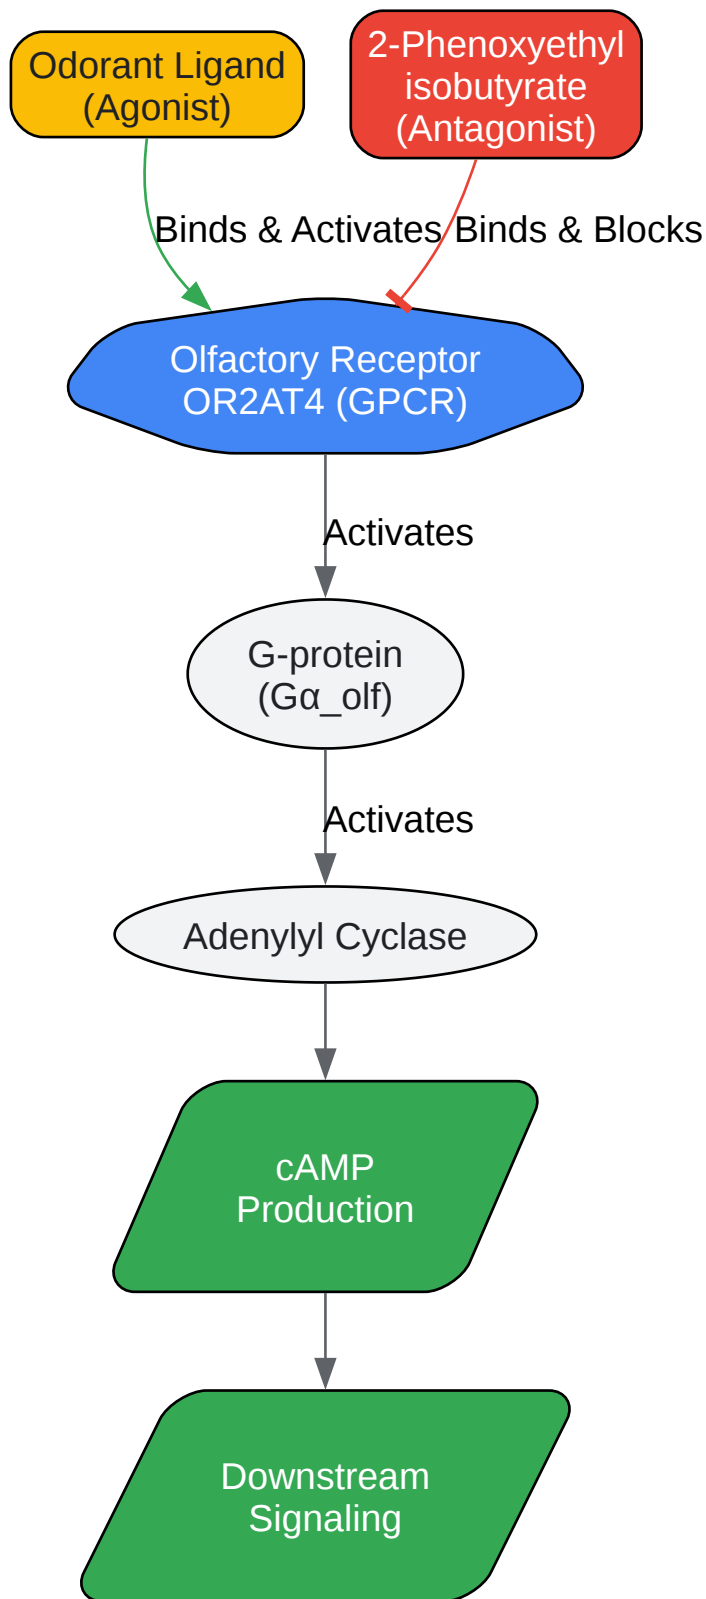 Odorant Ligand
(Agonist)
2-Phenoxyethyl
isobutyrate
(Antagonist)
Binds & Activates
Binds & Blocks
Olfactory Receptor
OR2AT4 (GPCR)
Activates
G-protein
(Gα_olf)
Activates
Adenylyl Cyclase
cAMP
Production
Downstream
Signaling